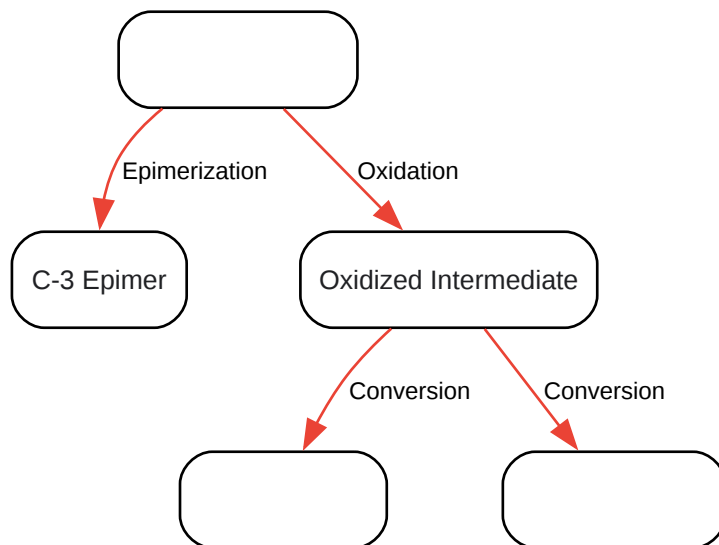 Epimerization
Oxidation
C-3 Epimer
Oxidized Intermediate
Conversion
Conversion